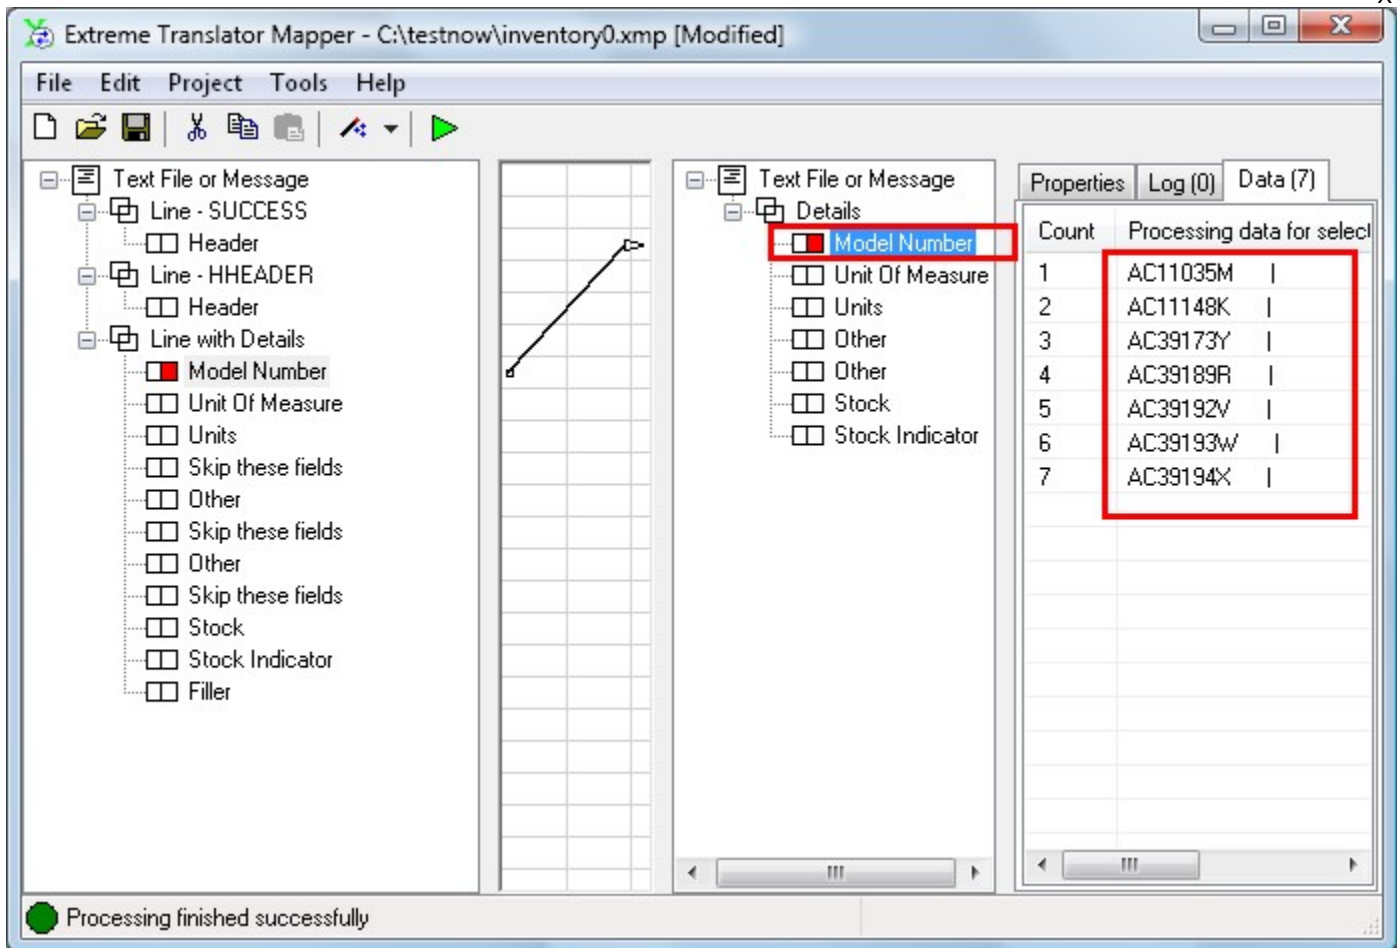 x
Extreme Translator Mapper - C:\testnow\inventory0.xmp [Modified]
File Edit Project Tools Help
Text File or Message
Line - SUCCESS
Header
Line - HHEADER
Header
Line with Details
Model Number
Unit Of Measure
Units
Skip these fields
Other
Skip these fields
Other
Skip these fields
Stock
Stock Indicator
Filler
Text File or Message
Details
Model Number
Unit Of Measure
Units
Other
Other
Stock
Stock Indicator
Properties Log (0) Data (7)
Count Processing data for select
1 AC11035M |
2 AC11148K |
3 AC39173Y |
4 AC39189R |
5 AC39192V |
6 AC39193W |
7 AC39194X |
Processing finished successfully